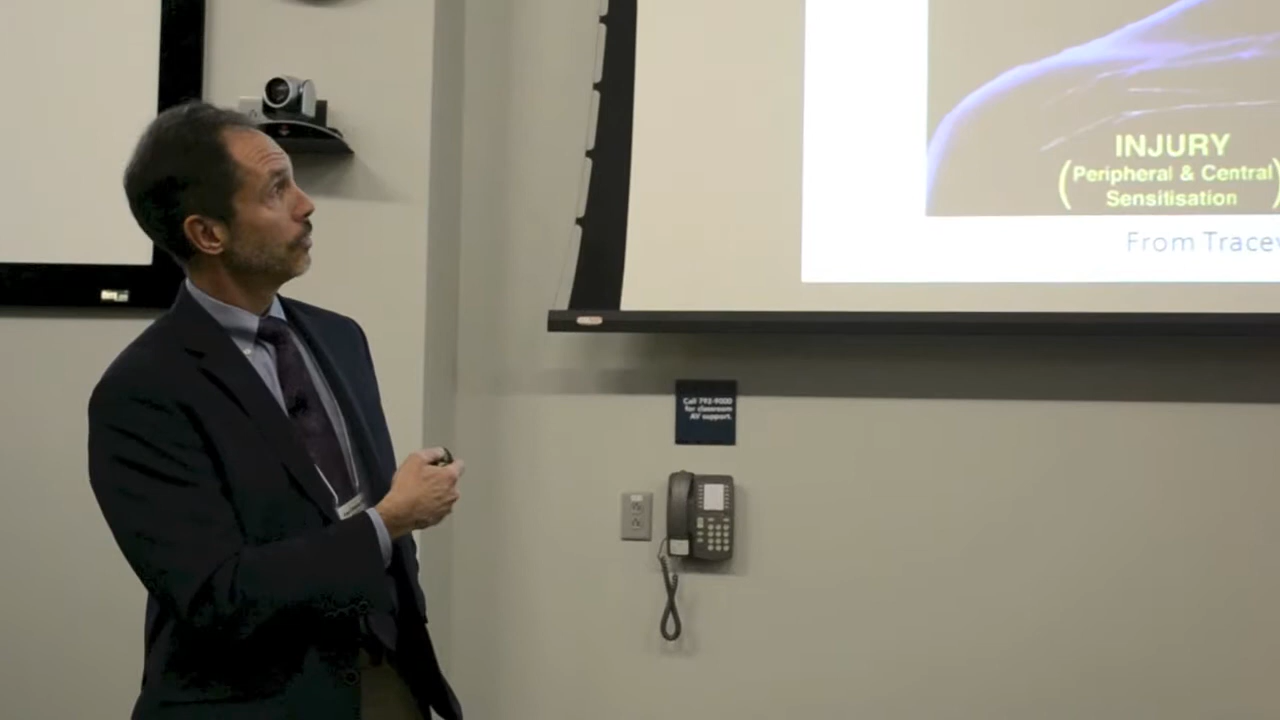 INJURY
(Peripheral & Central)
Sensitisation
From Tracey
Call 792-9000
for classroom
AV support.